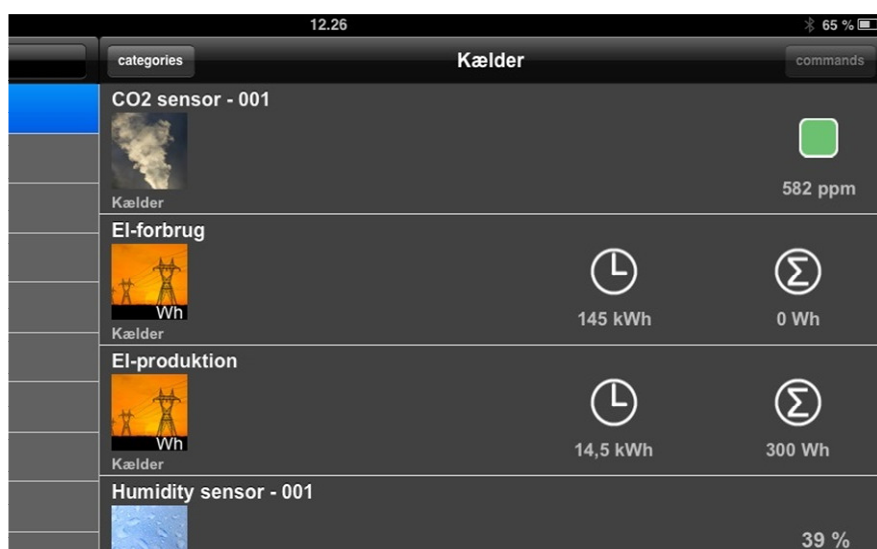 12.26
65 %
categories
Kælder
commands
CO2 sensor - 001
582 ppm
Kælder
El-forbrug
Wh
145 kWh
Σ
0 Wh
Kælder
El-produktion
Wh
14,5 kWh
Σ
300 Wh
Kælder
Humidity sensor - 001
39 %